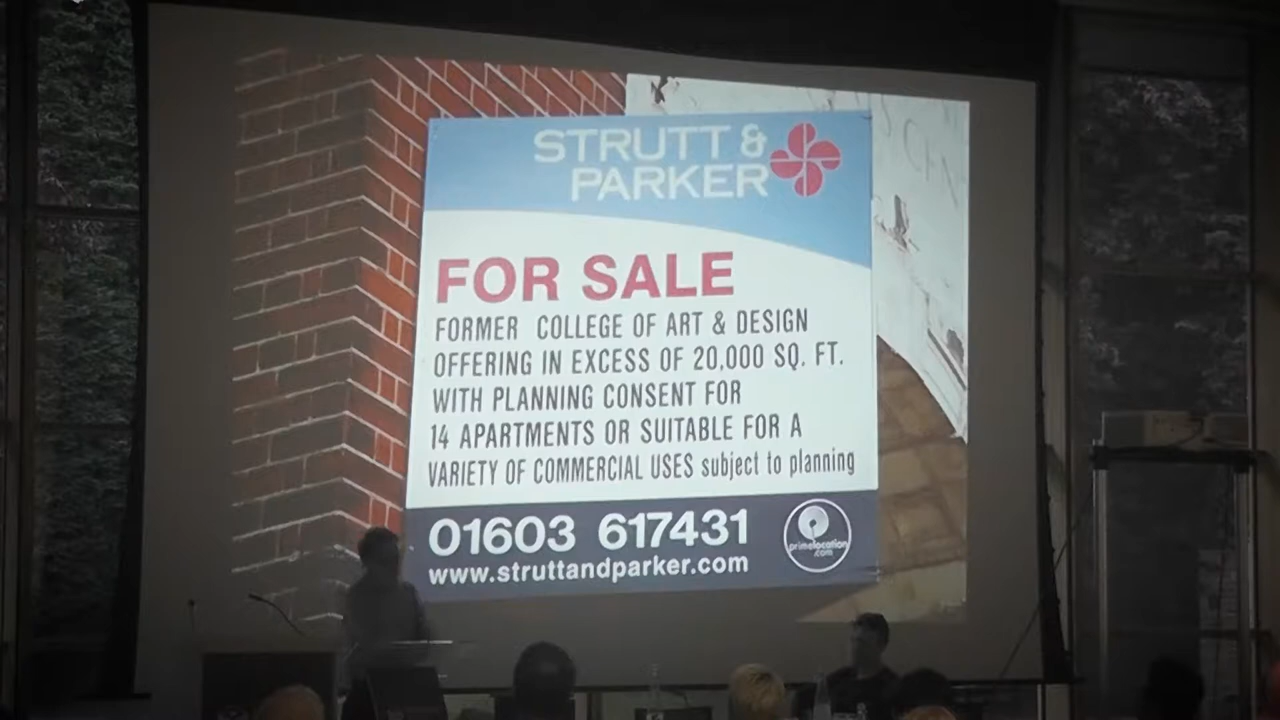 STRUTT &
PARKER
FOR SALE
FORMER COLLEGE OF ART & DESIGN
OFFERING IN EXCESS OF 20,000 SQ. FT.
WITH PLANNING CONSENT FOR
14 APARTMENTS OR SUITABLE FOR A
VARIETY OF COMMERCIAL USES subject to planning
01603 617431
www.struttandparker.com
primelocation
.com